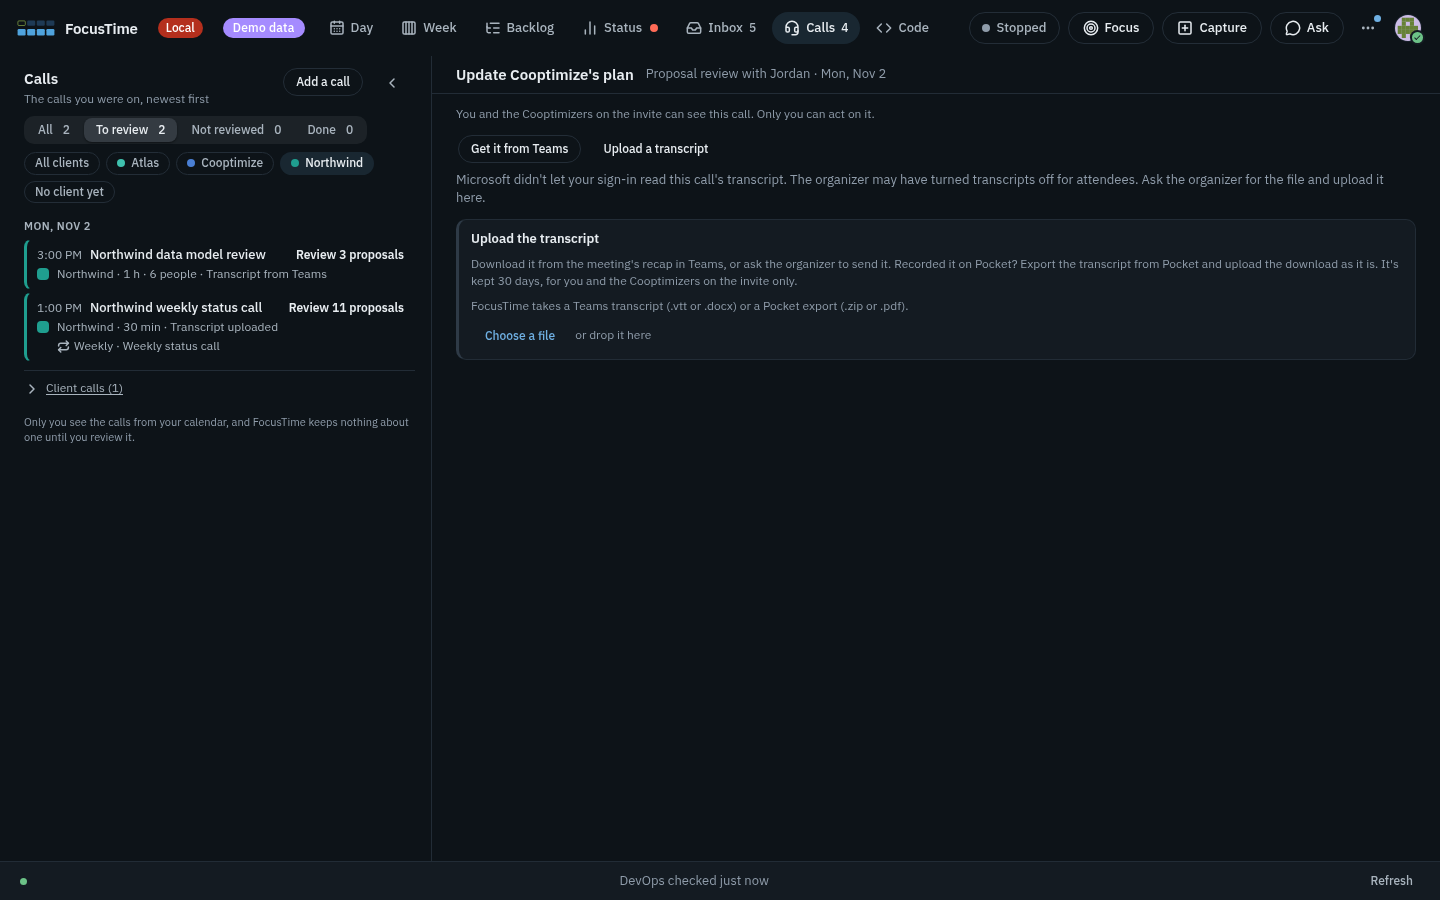 FocusTime
Local
Demo data
Day
Week
Backlog
Status
Inbox 5
Calls 4
Code
Stopped
Focus
Capture
Ask
Calls
The calls you were on, newest first
Add a call
All 2
To review 2
Not reviewed 0
Done 0
All clients
Atlas
Cooptimize
Northwind
No client yet
MON, NOV 2
3:00 PM Northwind data model review Review 3 proposals
Northwind · 1 h · 6 people · Transcript from Teams
1:00 PM Northwind weekly status call Review 11 proposals
Northwind · 30 min · Transcript uploaded
Weekly · Weekly status call
Client calls (1)
Only you see the calls from your calendar, and FocusTime keeps nothing about
one until you review it.
Update Cooptimize's plan Proposal review with Jordan · Mon, Nov 2
You and the Cooptimizers on the invite can see this call. Only you can act on it.
Get it from Teams
Upload a transcript
Microsoft didn't let your sign-in read this call's transcript. The organizer may have turned transcripts off for attendees. Ask the organizer for the file and upload it
here.
Upload the transcript
Download it from the meeting's recap in Teams, or ask the organizer to send it. Recorded it on Pocket? Export the transcript from Pocket and upload the download as it is. It's
kept 30 days, for you and the Cooptimizers on the invite only.
FocusTime takes a Teams transcript (.vtt or .docx) or a Pocket export (.zip or .pdf).
Choose a file or drop it here
DevOps checked just now
Refresh